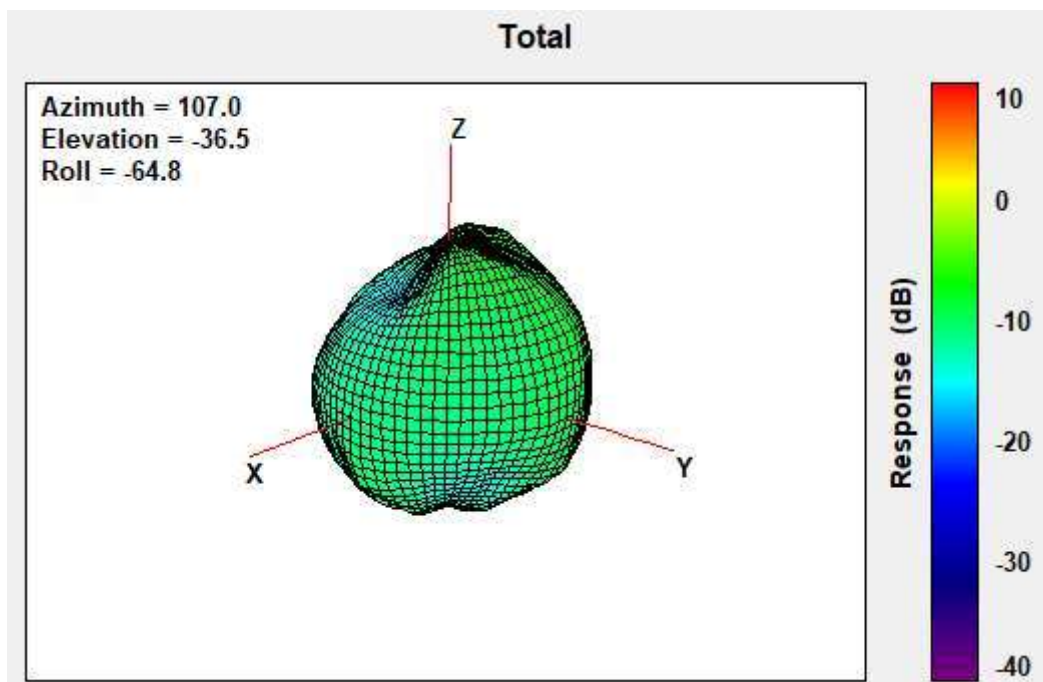 Total
Azimuth = 107.0
Elevation = -36.5
Roll = -64.8
Z
X
Y
10
0
-10
-20
-30
-40
Response (dB)